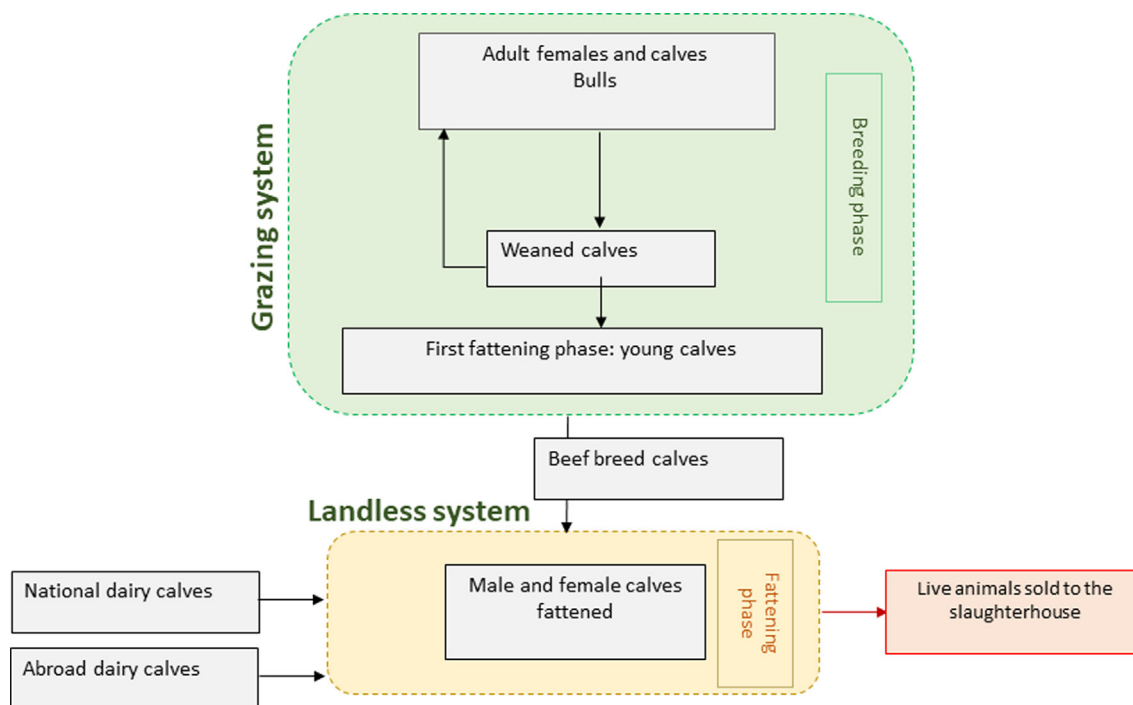 Adult females and calves
Bulls
Breeding phase
Grazing system
Weaned calves
First fattening phase: young calves
Beef breed calves
Landless system
National dairy calves
Male and female calves
fattened
Fattening
phase
Live animals sold to the
slaughterhouse
Abroad dairy calves